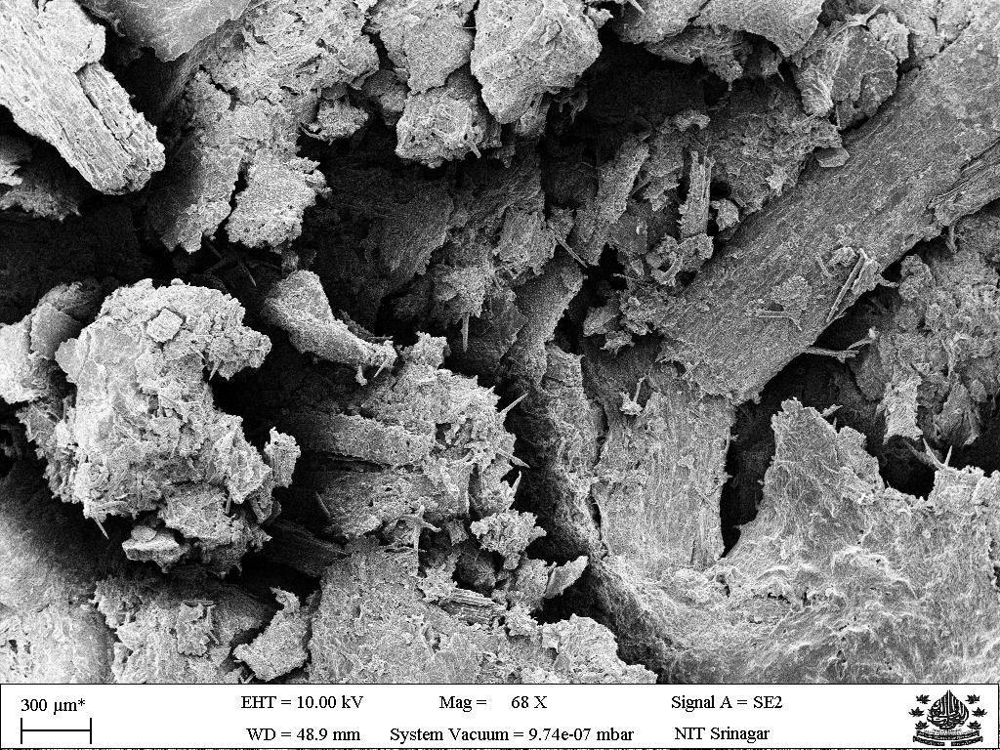 300 µm*
EHT = 10.00 kV Mag = 68 X Signal A = SE2
WD = 48.9 mm System Vacuum = 9.74e-07 mbar NIT Srinagar